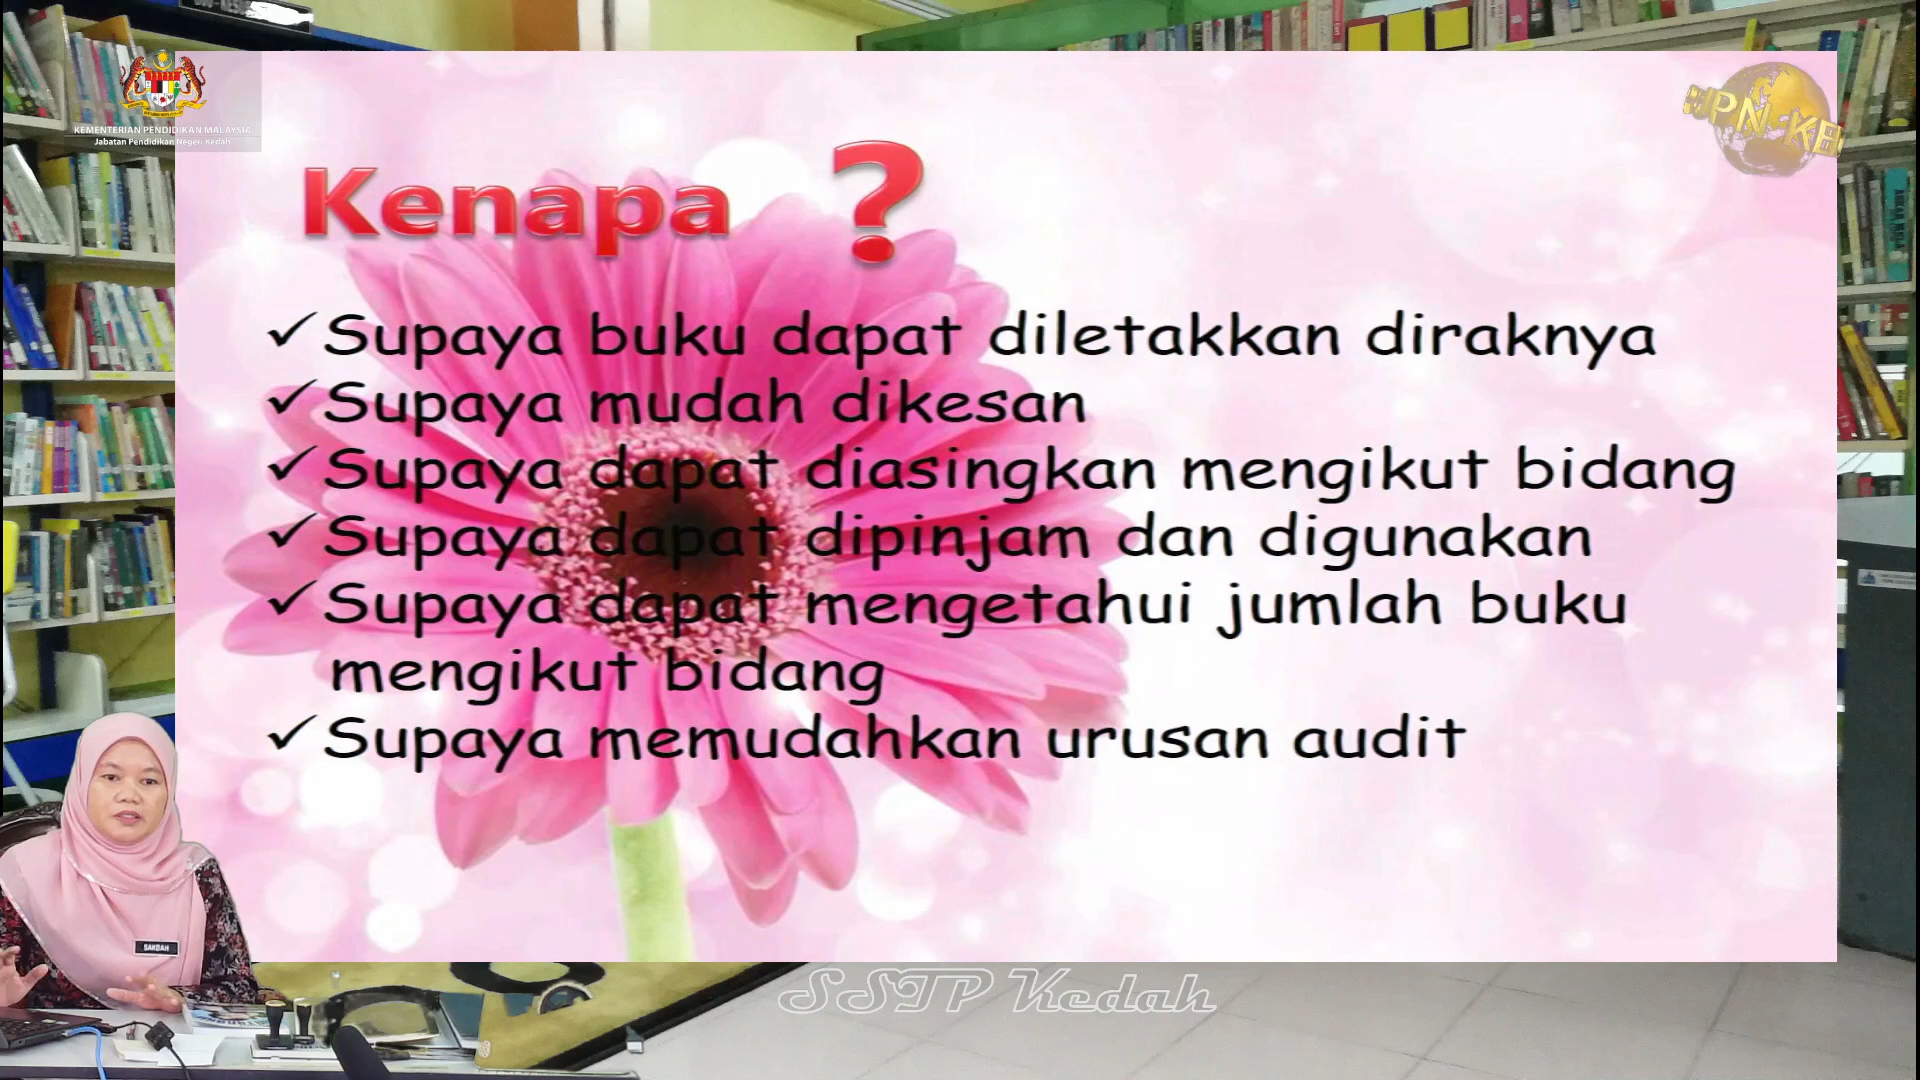 KEMENTERIAN PENDIDIKAN MALAYSIA
Jabatan Pendidikan Negeri Kedah
Kenapa ?
✓ Supaya buku dapat diletakkan diraknya
✓ Supaya mudah dikesan
✓ Supaya dapat diasingkan mengikut bidang
✓ Supaya dapat dipinjam dan digunakan
✓ Supaya dapat mengetahui jumlah buku
mengikut bidang
✓ Supaya memudahkan urusan audit
SAKDAH
SSTP Kedah